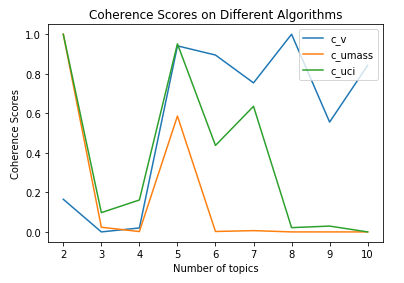 Coherence Scores on Different Algorithms
1.0
0.8
0.6
0.4
0.2
0.0
Coherence Scores
c_v
c_umass
c_uci
2 3 4 5 6 7 8 9 10
Number of topics